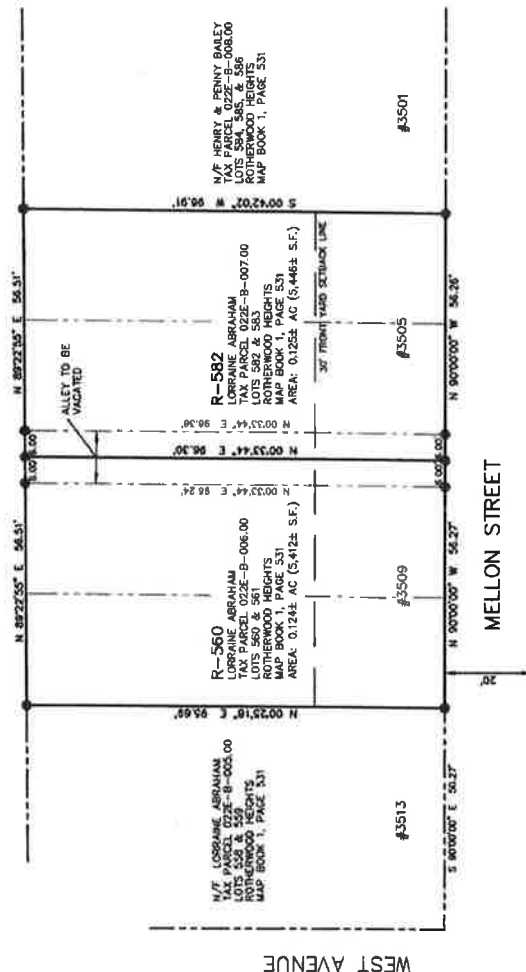 N/F HENRY & PENNY BAILEY
TAX PARCEL 022E-B-008.00
LOTS 584, 585, & 586
ROTHERWOOD HEIGHTS
MAP BOOK 1, PAGE 531
#3501
S 00°42'02" W 96.91'
N 89°22'55" E 56.51'
R-582
LORRAINE ABRAHAM
TAX PARCEL 022E-B-007.00
LOTS 582 & 583
ROTHERWOOD HEIGHTS
MAP BOOK 1, PAGE 531
AREA: 0.125± AC (5,446± S.F.)
30' FRONT YARD SETBACK LINE
#3505
N 90°00'00" W 56.26'
ALLEY TO BE
VACATED
5.00'
5.00'
N 00°33'44" E 96.36'
N 00°33'44" E 96.30'
N 00°33'44" E 96.24'
5.00'
5.00'
N 89°22'55" E 56.51'
R-560
LORRAINE ABRAHAM
TAX PARCEL 022E-B-006.00
LOTS 560 & 561
ROTHERWOOD HEIGHTS
MAP BOOK 1, PAGE 531
AREA: 0.124± AC (5,412± S.F.)
#3509
N 90°00'00" W 56.27'
MELLON STREET
20'
N 00°25'18" E 95.69'
N/F LORRAINE ABRAHAM
TAX PARCEL 022E-B-005.00
LOTS 558 & 559
ROTHERWOOD HEIGHTS
MAP BOOK 1, PAGE 531
#3513
S 90°00'00" E 50.27'
WEST AVENUE